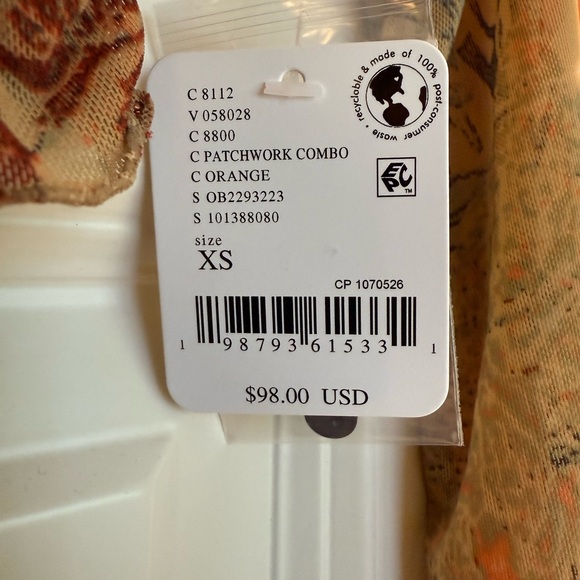 C 8112
V 058028
C 8800
C PATCHWORK COMBO
C ORANGE
S OB2293223
S 101388080
size
XS
recyclable & made of 100% post-consumer waste •
EPC™
CP 1070526
1 98793 61533 1
$98.00 USD